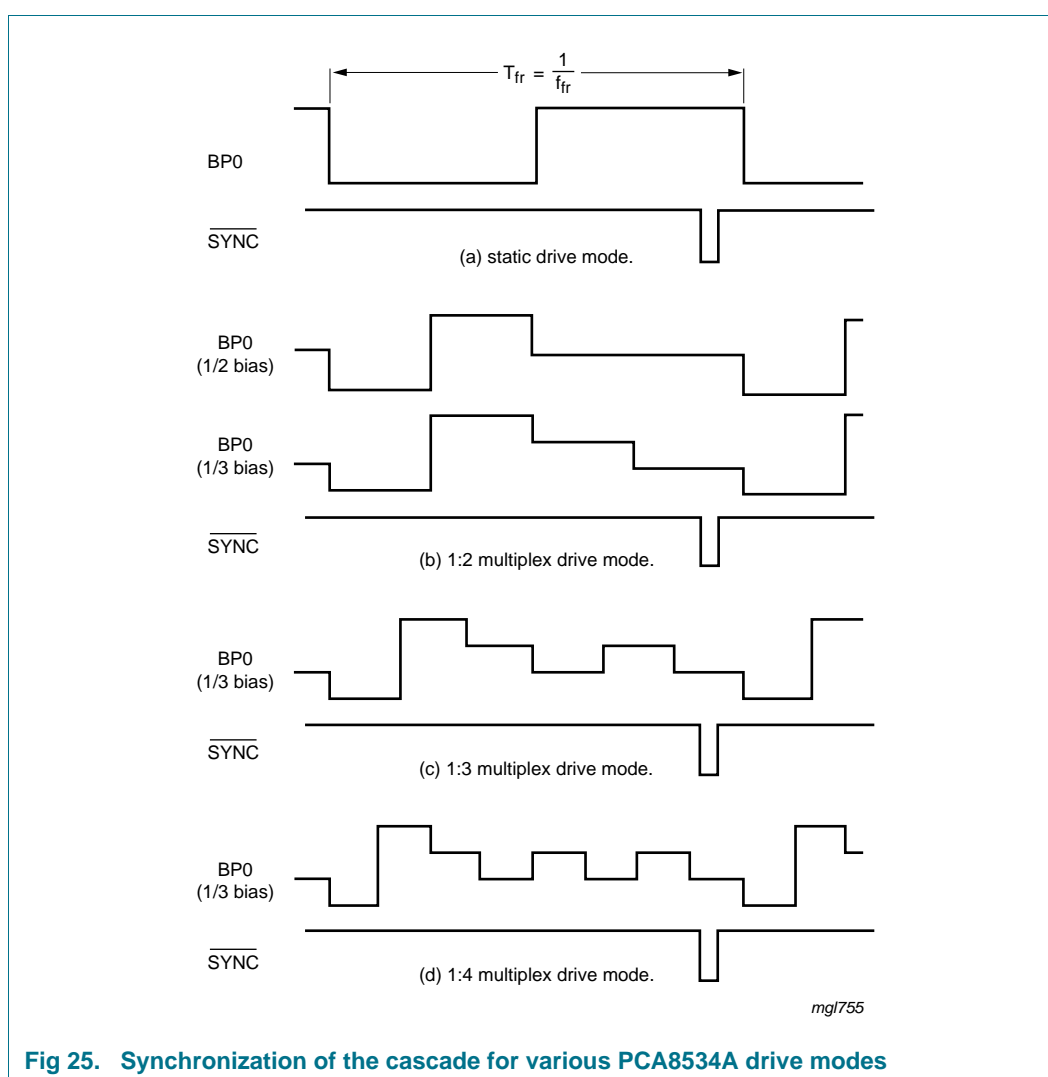 Tfr = 1/ffr
BP0
SYNC
(a) static drive mode.
BP0
(1/2 bias)
BP0
(1/3 bias)
SYNC
(b) 1:2 multiplex drive mode.
BP0
(1/3 bias)
SYNC
(c) 1:3 multiplex drive mode.
BP0
(1/3 bias)
SYNC
(d) 1:4 multiplex drive mode.
mgl755
Fig 25. Synchronization of the cascade for various PCA8534A drive modes